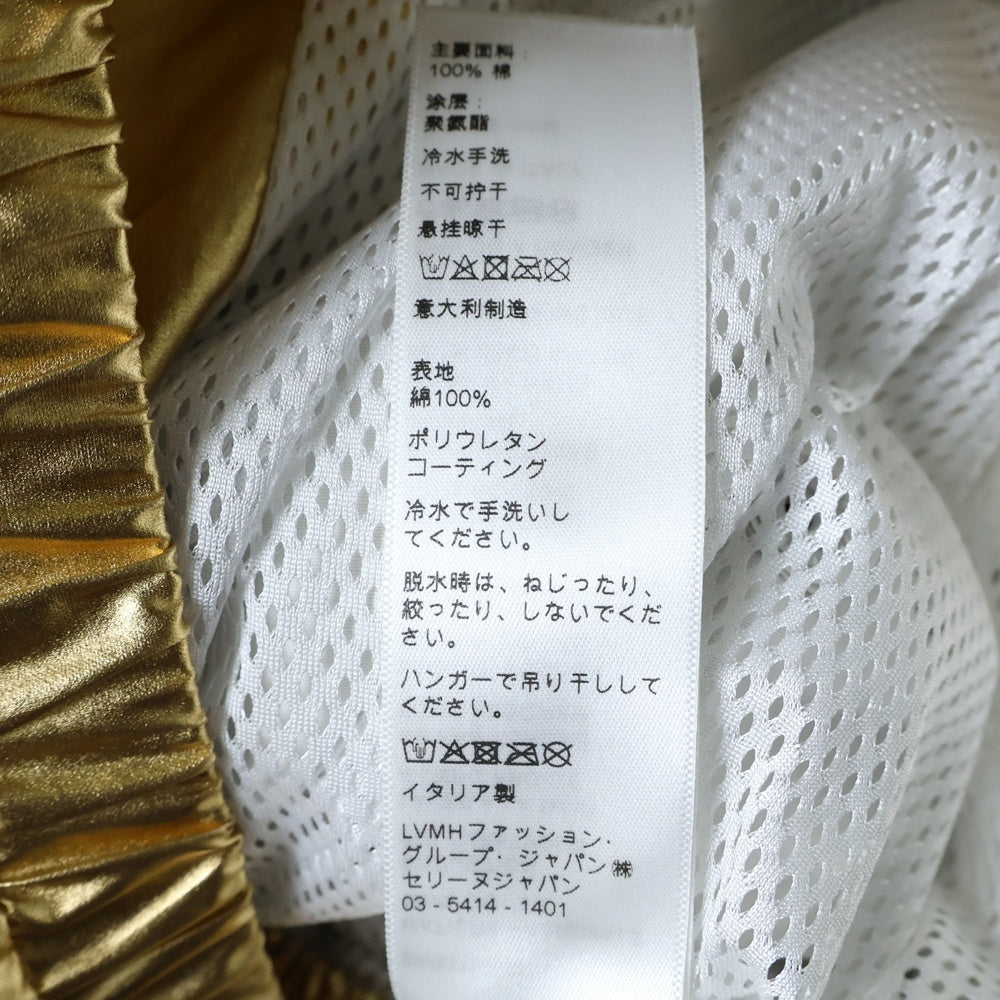 主要面料:
100% 棉
涂层:
聚氨酯
冷水手洗
不可拧干
悬挂晾干
意大利制造
表地
綿100%
ポリウレタン
コーティング
冷水で手洗いし
てください。
脱水時は、ねじったり、
絞ったり、しないでくだ
さい。
ハンガーで吊り干しして
ください。
イタリア製
LVMHファッション・
グループ・ジャパン㈱
セリーヌジャパン
03 - 5414 - 1401